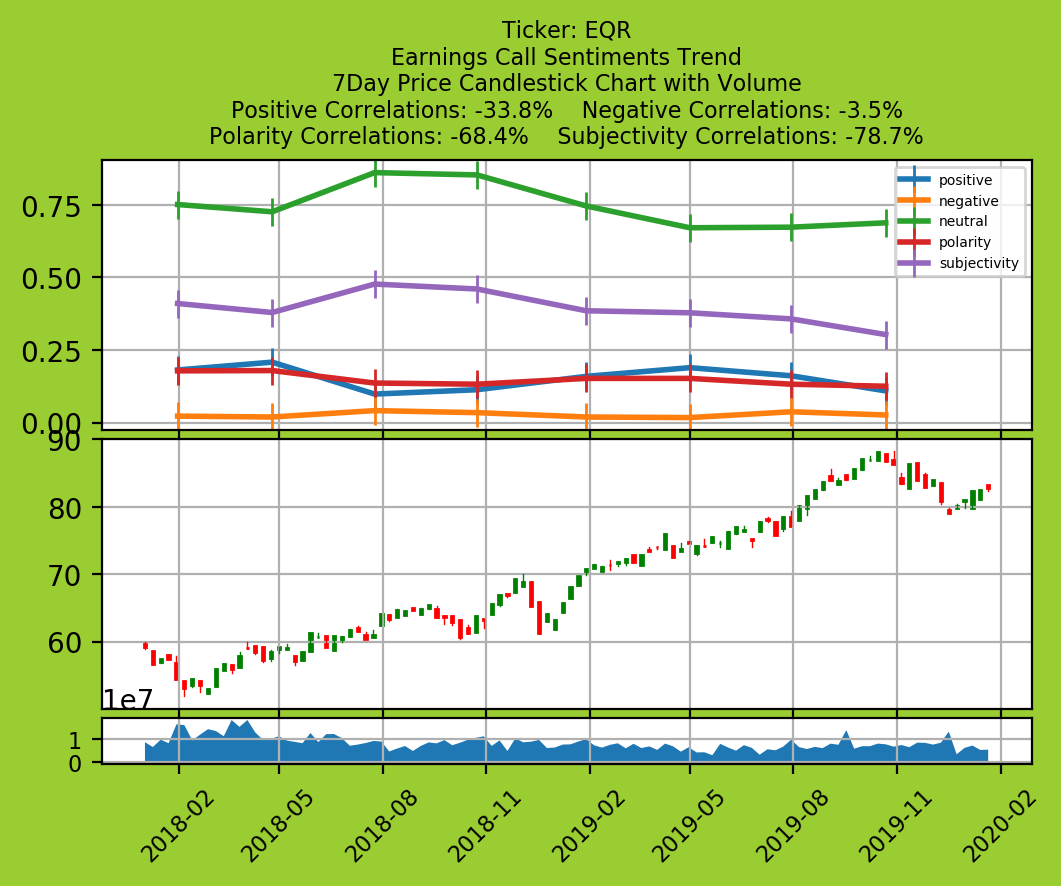 Ticker: EQR
Earnings Call Sentiments Trend
7Day Price Candlestick Chart with Volume
Positive Correlations: -33.8%    Negative Correlations: -3.5%
Polarity Correlations: -68.4%    Subjectivity Correlations: -78.7%
positive
negative
neutral
polarity
subjectivity
0.75
0.50
0.25
0.00
90
80
70
60
1e7
1
0
2018-02
2018-05
2018-08
2018-11
2019-02
2019-05
2019-08
2019-11
2020-02